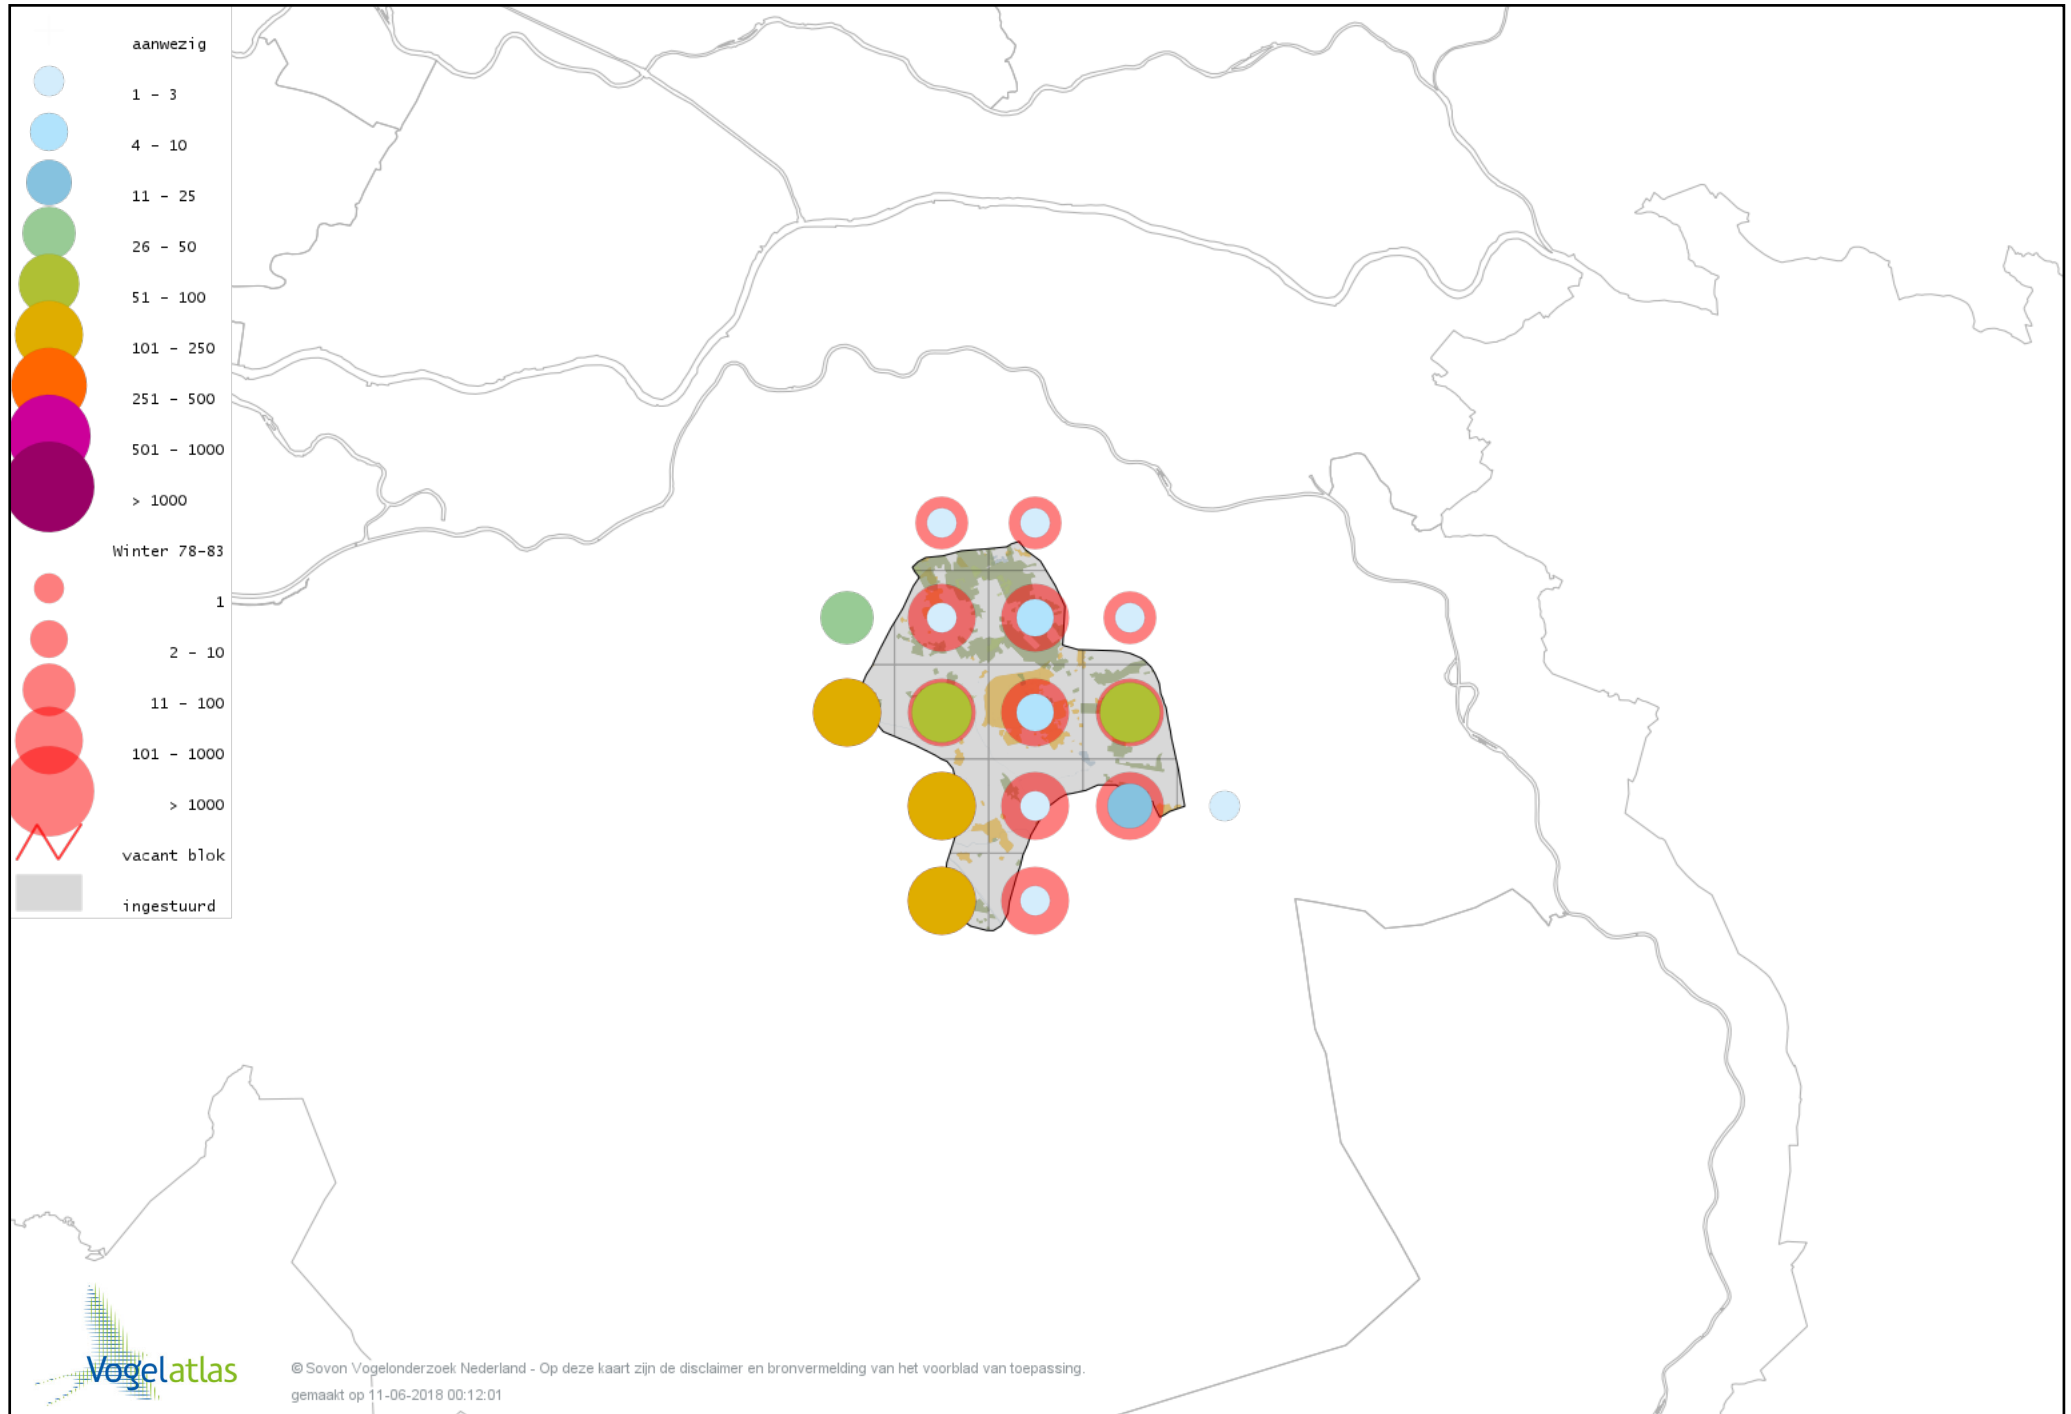 aanwezig
1 - 3
4 - 10
11 - 25
26 - 50
51 - 100
101 - 250
251 - 500
501 - 1000
> 1000
Winter 78-83
1
2 - 10
11 - 100
101 - 1000
> 1000
vacant blok
ingestuurd
Vogelatlas
© Sovon Vogelonderzoek Nederland - Op deze kaart zijn de disclaimer en bronvermelding van het voorblad van toepassing.
gemaakt op 11-06-2018 00:12:01